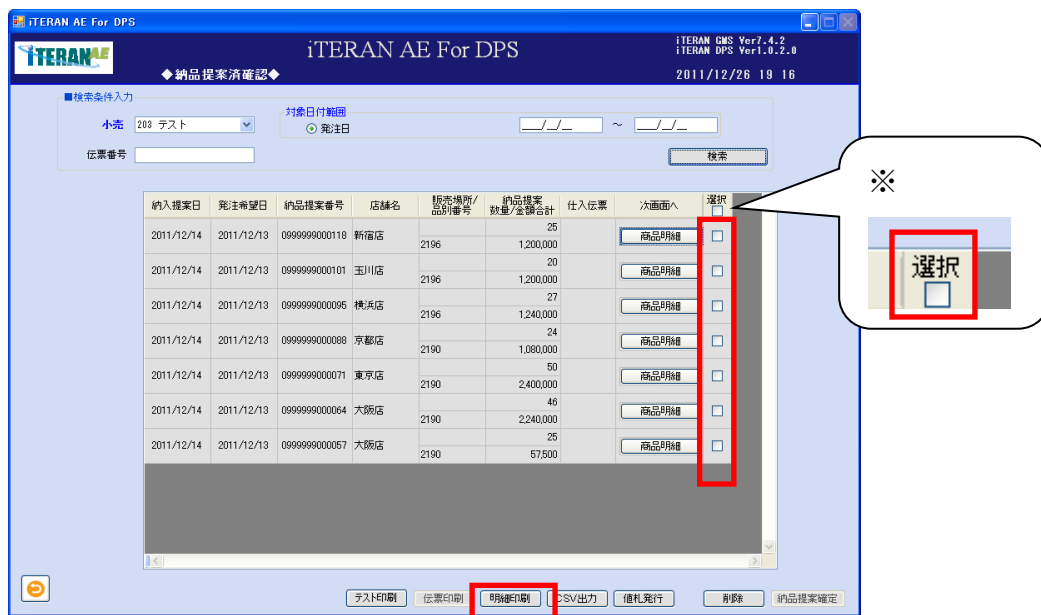 iTERAN AE For DPS
iTERAN AE
iTERAN AE For DPS
iTERAN GMS Ver7.4.2
iTERAN DPS Ver1.0.2.0
◆納品提案済確認◆
2011/12/26 19 16
■検索条件入力
小売 203 テスト
対象日付範囲
発注日 __/_/_ ～ __/_/_
伝票番号
検索
納入提案日 発注希望日 納品提案番号 店舗名 販売場所/品別番号 納品提案数量/金額合計 仕入伝票 次画面へ 選択
2011/12/14 2011/12/13 0999999000118 新宿店 2196 25 1,200,000 商品明細
2011/12/14 2011/12/13 0999999000101 玉川店 2196 20 1,200,000 商品明細
2011/12/14 2011/12/13 0999999000095 横浜店 2196 27 1,240,000 商品明細
2011/12/14 2011/12/13 0999999000088 京都店 2190 24 1,080,000 商品明細
2011/12/14 2011/12/13 0999999000071 東京店 2190 50 2,400,000 商品明細
2011/12/14 2011/12/13 0999999000064 大阪店 2190 46 2,240,000 商品明細
2011/12/14 2011/12/13 0999999000057 大阪店 2190 25 57,500 商品明細
※
選択
テスト印刷 伝票印刷 明細印刷 CSV出力 値札発行 削除 納品提案確定